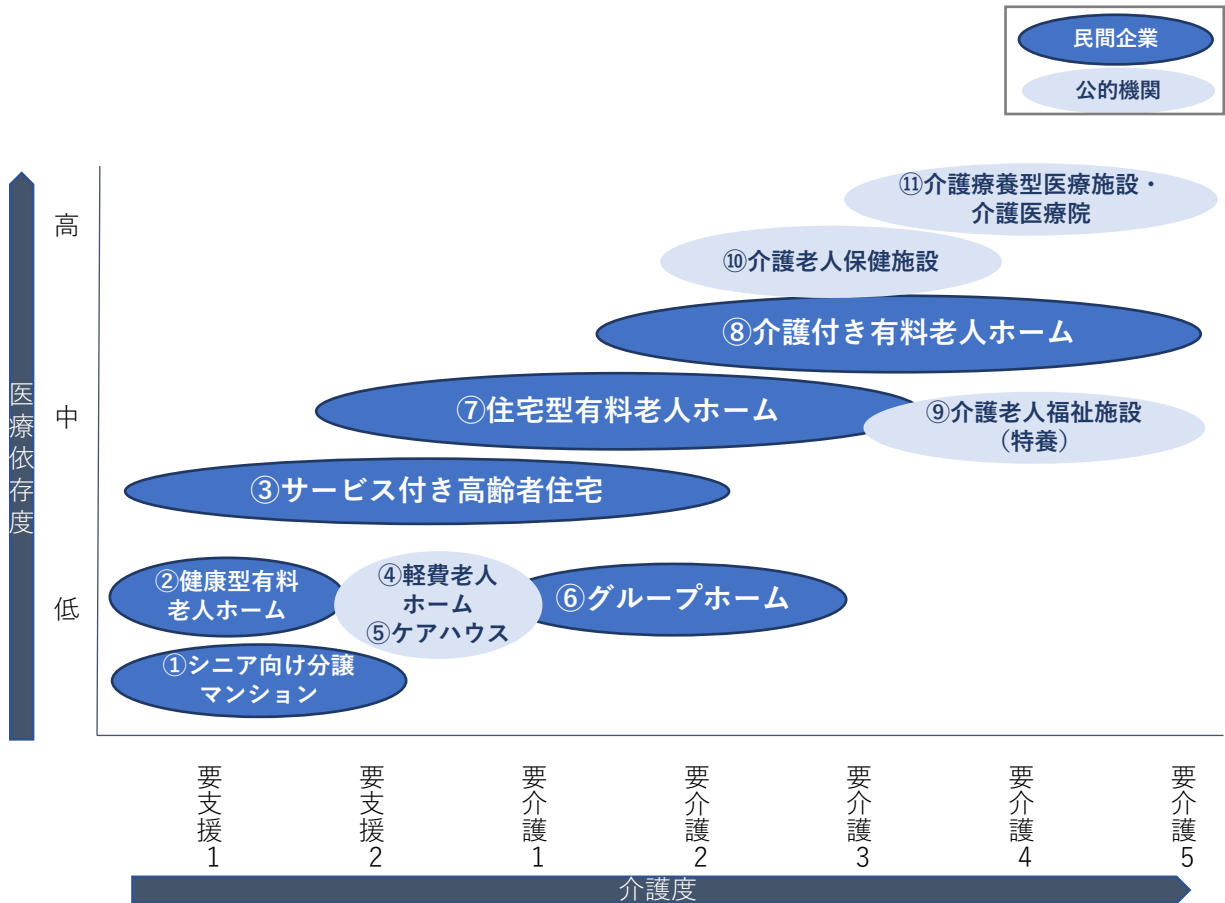 民間企業
公的機関
医療依存度
高
中
低
⑪介護療養型医療施設・
介護医療院
⑩介護老人保健施設
⑧介護付き有料老人ホーム
⑦住宅型有料老人ホーム
⑨介護老人福祉施設
（特養）
③サービス付き高齢者住宅
②健康型有料
老人ホーム
④軽費老人
ホーム
⑤ケアハウス
⑥グループホーム
①シニア向け分譲
マンション
要支援1
要支援2
要介護1
要介護2
要介護3
要介護4
要介護5
介護度